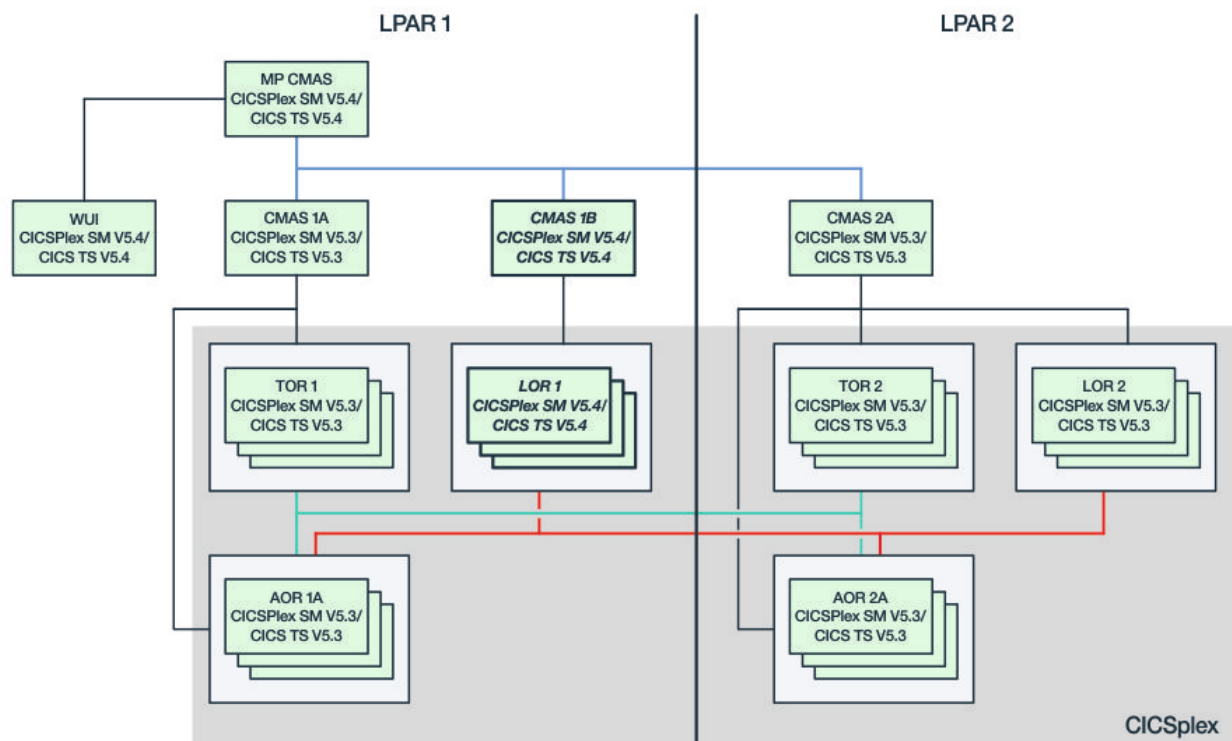 LPAR 1
LPAR 2
MP CMAS
CICSPlex SM V5.4/
CICS TS V5.4
WUI
CICSPlex SM V5.4/
CICS TS V5.4
CMAS 1A
CICSPlex SM V5.3/
CICS TS V5.3
CMAS 1B
CICSPlex SM V5.4/
CICS TS V5.4
CMAS 2A
CICSPlex SM V5.3/
CICS TS V5.3
TOR 1
CICSPlex SM V5.3/
CICS TS V5.3
LOR 1
CICSPlex SM V5.4/
CICS TS V5.4
TOR 2
CICSPlex SM V5.3/
CICS TS V5.3
LOR 2
CICSPlex SM V5.3/
CICS TS V5.3
AOR 1A
CICSPlex SM V5.3/
CICS TS V5.3
AOR 2A
CICSPlex SM V5.3/
CICS TS V5.3
CICSplex